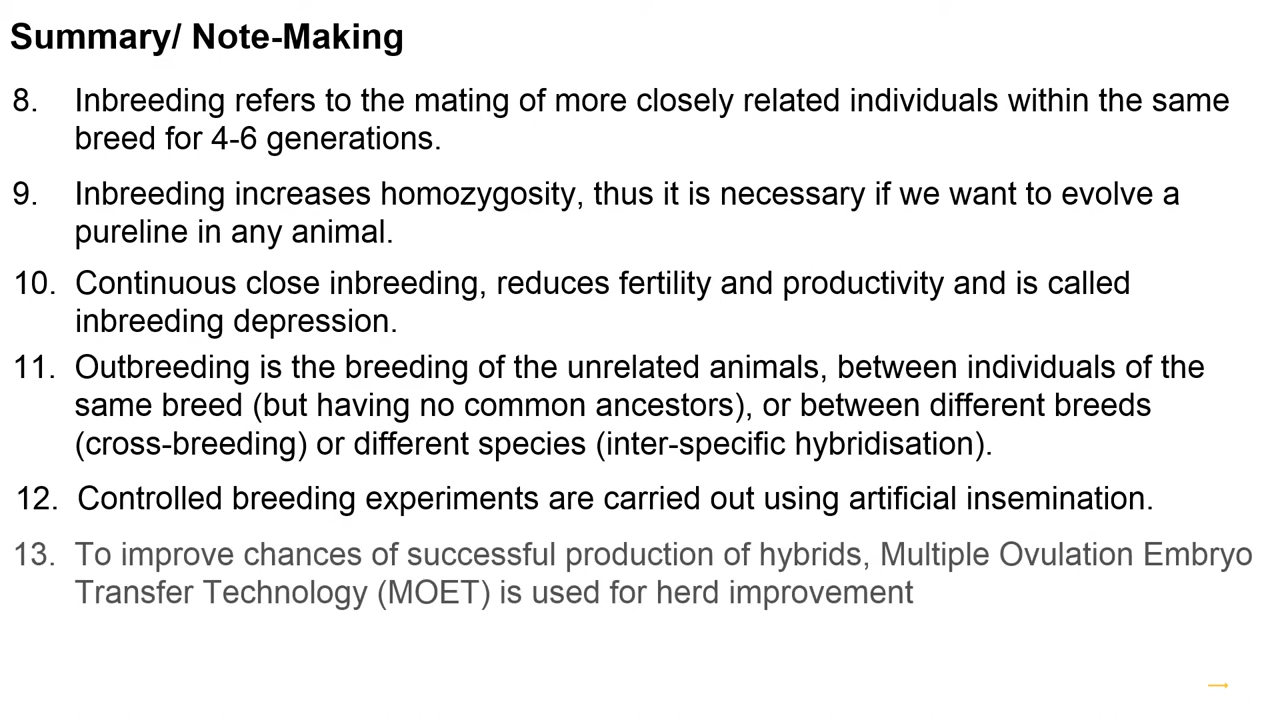 Summary/ Note-Making
8. Inbreeding refers to the mating of more closely related individuals within the same
breed for 4-6 generations.
9. Inbreeding increases homozygosity, thus it is necessary if we want to evolve a
pureline in any animal.
10. Continuous close inbreeding, reduces fertility and productivity and is called
inbreeding depression.
11. Outbreeding is the breeding of the unrelated animals, between individuals of the
same breed (but having no common ancestors), or between different breeds
(cross-breeding) or different species (inter-specific hybridisation).
12. Controlled breeding experiments are carried out using artificial insemination.
13. To improve chances of successful production of hybrids, Multiple Ovulation Embryo
Transfer Technology (MOET) is used for herd improvement